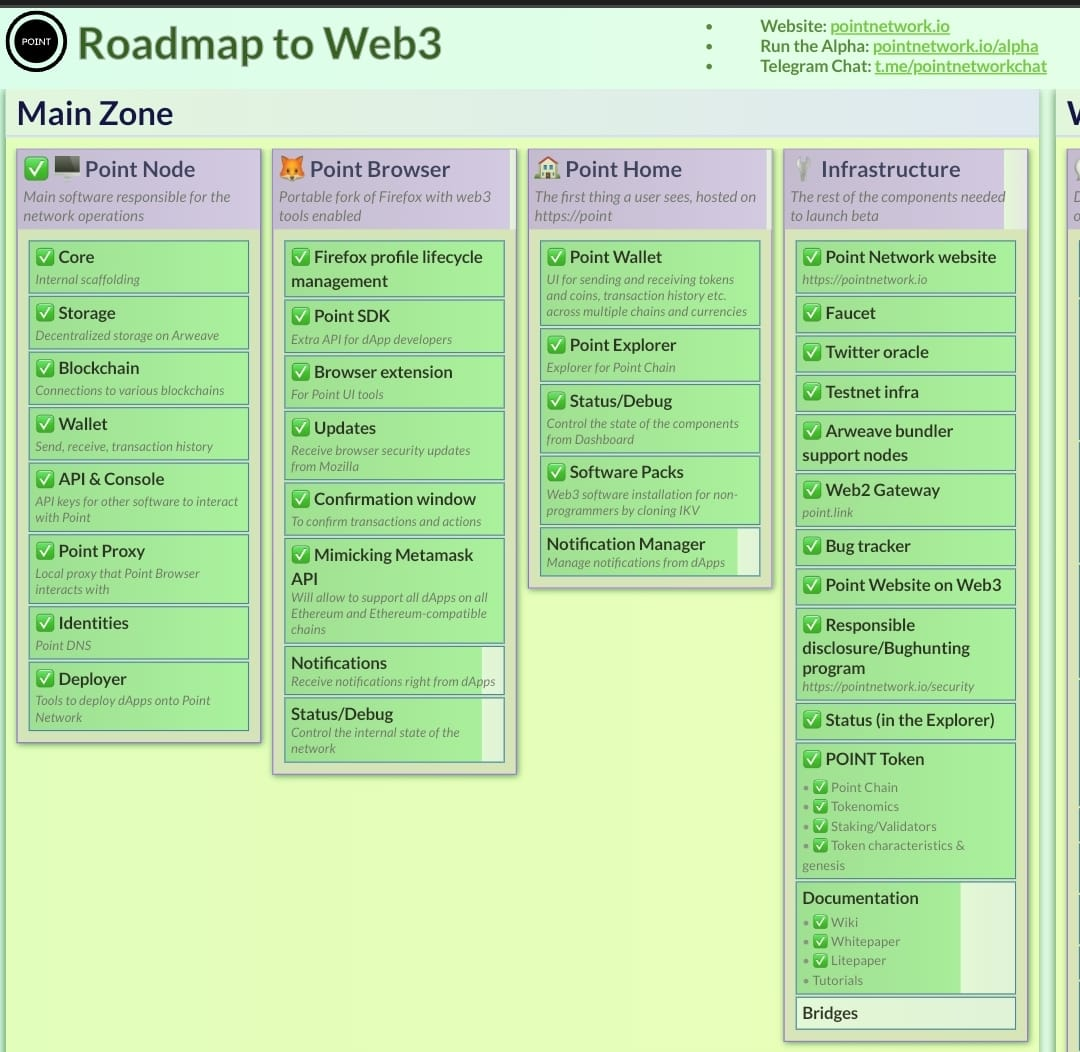 POINT
Roadmap to Web3
• Website: pointnetwork.io
• Run the Alpha: pointnetwork.io/alpha
• Telegram Chat: t.me/pointnetworkchat
Main Zone
✅ 🖥️ Point Node
Main software responsible for the
network operations
✅ Core
Internal scaffolding
✅ Storage
Decentralized storage on Arweave
✅ Blockchain
Connections to various blockchains
✅ Wallet
Send, receive, transaction history
✅ API & Console
API keys for other software to interact
with Point
✅ Point Proxy
Local proxy that Point Browser
interacts with
✅ Identities
Point DNS
✅ Deployer
Tools to deploy dApps onto Point
Network
🦊 Point Browser
Portable fork of Firefox with web3
tools enabled
✅ Firefox profile lifecycle
management
✅ Point SDK
Extra API for dApp developers
✅ Browser extension
For Point UI tools
✅ Updates
Receive browser security updates
from Mozilla
✅ Confirmation window
To confirm transactions and actions
✅ Mimicking Metamask
API
Will allow to support all dApps on all
Ethereum and Ethereum-compatible
chains
Notifications
Receive notifications right from dApps
Status/Debug
Control the internal state of the
network
🏠 Point Home
The first thing a user sees, hosted on
https://point
✅ Point Wallet
UI for sending and receiving tokens
and coins, transaction history etc.
across multiple chains and currencies
✅ Point Explorer
Explorer for Point Chain
✅ Status/Debug
Control the state of the components
from Dashboard
✅ Software Packs
Web3 software installation for non-
programmers by cloning IKV
Notification Manager
Manage notifications from dApps
Infrastructure
The rest of the components needed
to launch beta
✅ Point Network website
https://pointnetwork.io
✅ Faucet
✅ Twitter oracle
✅ Testnet infra
✅ Arweave bundler
support nodes
✅ Web2 Gateway
point.link
✅ Bug tracker
✅ Point Website on Web3
✅ Responsible
disclosure/Bughunting
program
https://pointnetwork.io/security
✅ Status (in the Explorer)
✅ POINT Token
• ✅ Point Chain
• ✅ Tokenomics
• ✅ Staking/Validators
• ✅ Token characteristics &
genesis
Documentation
• ✅ Wiki
• ✅ Whitepaper
• ✅ Litepaper
• Tutorials
Bridges